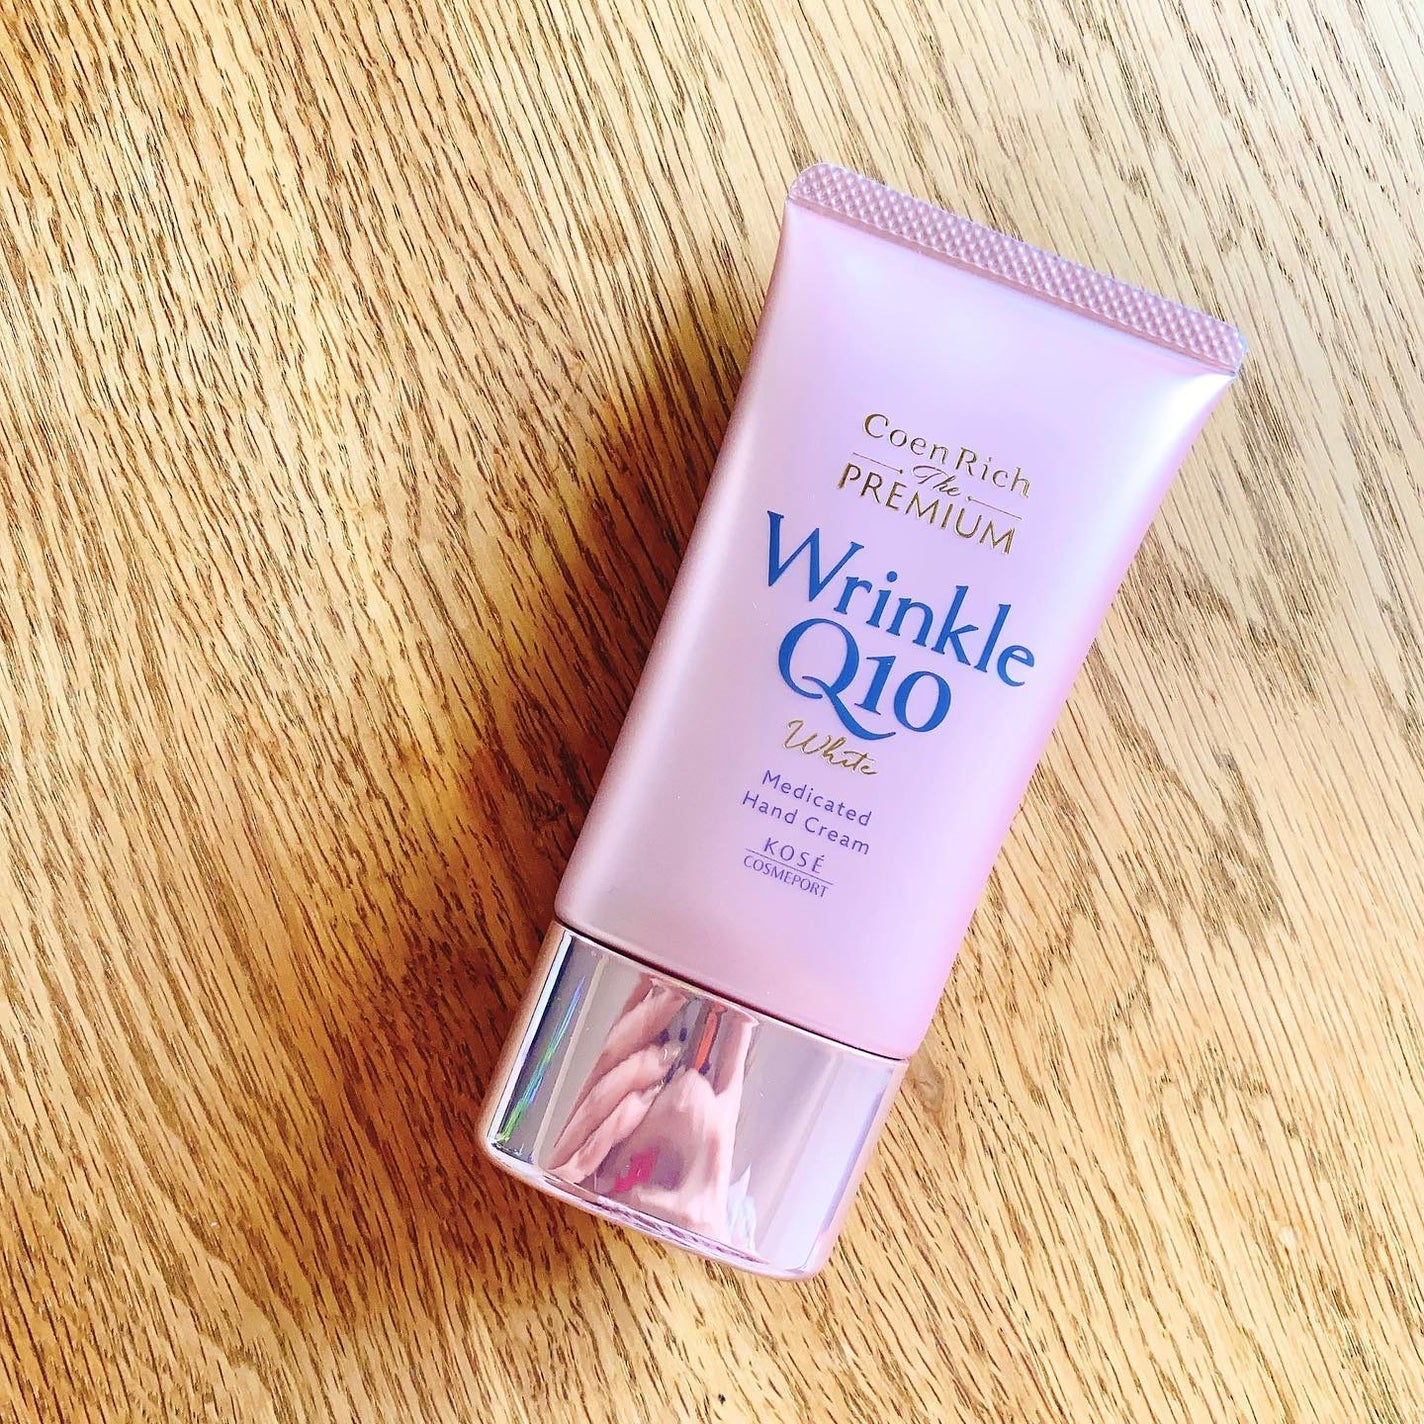 Coen Rich
The
PREMIUM
Wrinkle
Q10
White
Medicated
Hand Cream
KOSÉ
COSMEPORT